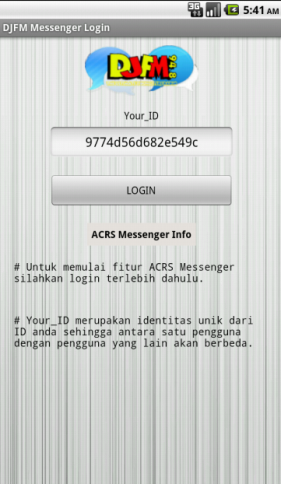 3G
5:41 AM
DJFM Messenger Login
DJFM 94.8
Your_ID
9774d56d682e549c
LOGIN
ACRS Messenger Info
# Untuk memulai fitur ACRS Messenger
silahkan login terlebih dahulu.
# Your_ID merupakan identitas unik dari
ID anda sehingga antara satu pengguna
dengan pengguna yang lain akan berbeda.